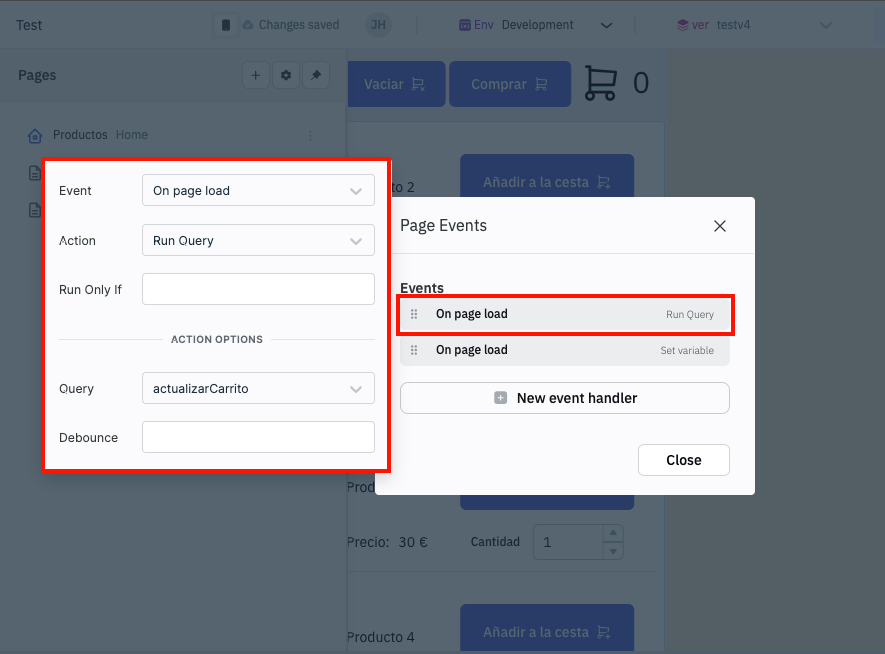 Test
Changes saved
JH
Env Development
ver testv4
Pages
Vaciar
Comprar
0
Productos Home
to 2
Añadir a la cesta
Event On page load
Action Run Query
Run Only If
ACTION OPTIONS
Query actualizarCarrito
Debounce
Page Events
Events
On page load Run Query
On page load Set variable
New event handler
Close
Prod
Precio: 30 € Cantidad 1
Producto 4
Añadir a la cesta